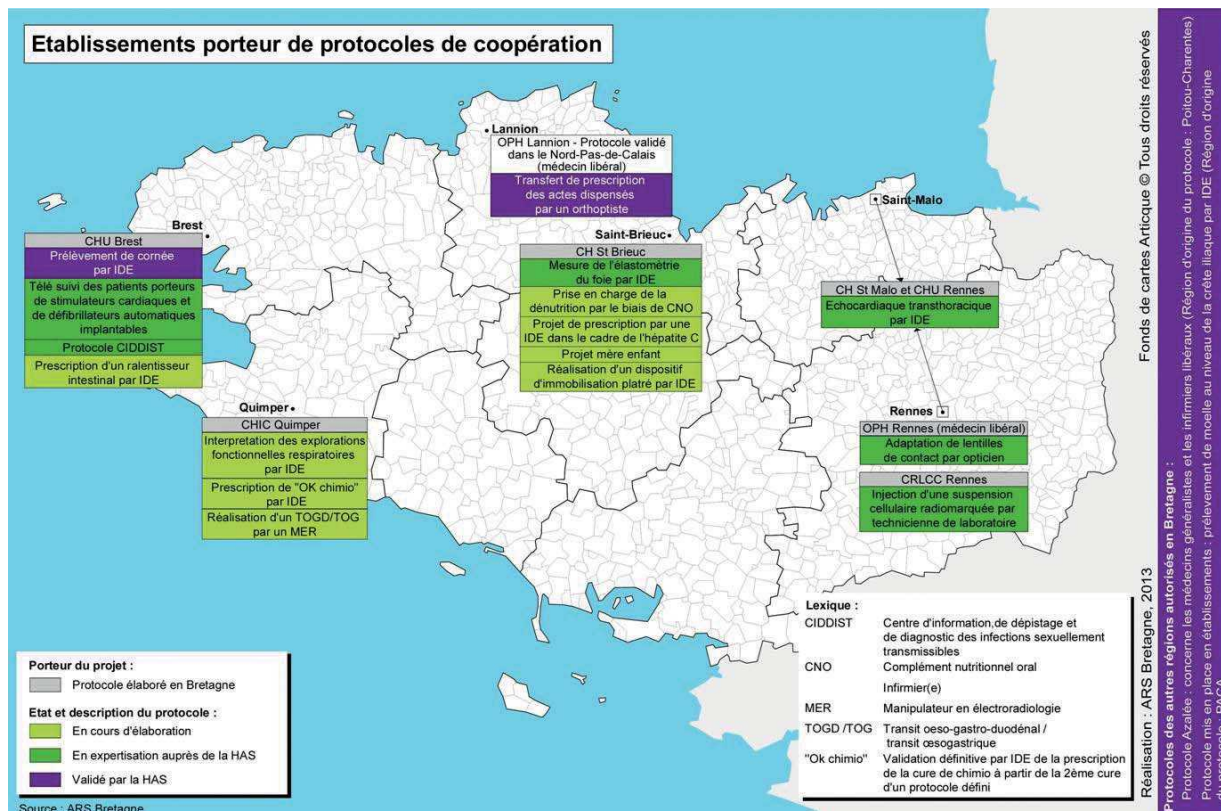 Etablissements porteur de protocoles de coopération
Lannion
OPH Lannion - Protocole validé
dans le Nord-Pas-de-Calais
(médecin libéral)
Transfert de prescription
des actes dispensés
par un orthoptiste
Brest
CHU Brest
Prélèvement de cornée
par IDE
Télé suivi des patients porteurs
de stimulateurs cardiaques et
de défibrillateurs automatiques
implantables
Protocole CIDDIST
Prescription d'un ralentisseur
intestinal par IDE
Saint-Brieuc
CH St Brieuc
Mesure de l'élastométrie
du foie par IDE
Prise en charge de la
dénutrition par le biais de CNO
Projet de prescription par une
IDE dans le cadre de l'hépatite C
Projet mère enfant
Réalisation d'un dispositif
d'immobilisation platré par IDE
Saint-Malo
CH St Malo et CHU Rennes
Echocardiaque transthoracique
par IDE
Quimper
CHIC Quimper
Interpretation des explorations
fonctionnelles respiratoires
par IDE
Prescription de "OK chimio"
par IDE
Réalisation d'un TOGD/TOG
par un MER
Rennes
OPH Rennes (médecin libéral)
Adaptation de lentilles
de contact par opticien
CRLCC Rennes
Injection d'une suspension
cellulaire radiomarquée par
technicienne de laboratoire
Porteur du projet :
Protocole élaboré en Bretagne
Etat et description du protocole :
En cours d'élaboration
En expertisation auprès de la HAS
Validé par la HAS
Source : ARS Bretagne
Lexique :
CIDDIST Centre d'information,de dépistage et
de diagnostic des infections sexuellement
transmissibles
CNO Complément nutritionnel oral
Infirmier(e)
MER Manipulateur en électroradiologie
TOGD /TOG Transit oeso-gastro-duodénal /
transit œsogastrique
"Ok chimio" Validation définitive par IDE de la prescription
de la cure de chimio à partir de la 2ème cure
d'un protocole défini
Fonds de cartes Articque © Tous droits réservés
Réalisation : ARS Bretagne, 2013
Protocoles des autres régions autorisés en Bretagne :
Protocole Azalée : concerne les médecins généralistes et les infirmiers libéraux (Région d'origine du protocole : Poitou-Charentes)
Protocole mis en place en établissements : prélevement de moelle au niveau de la crête iliaque par IDE (Région d'origine
du protocole : PACA